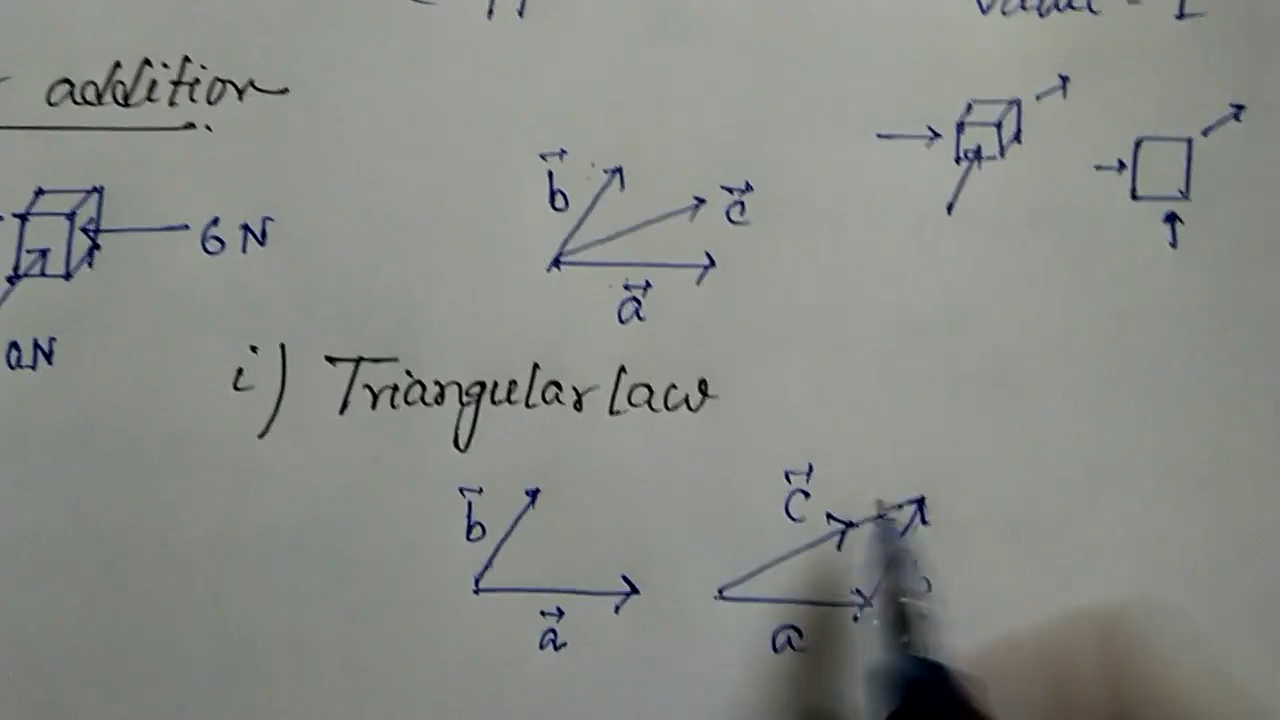 addition
6 N
b⃗
c⃗
a⃗
i) Triangular law
b⃗
a⃗
C⃗
a